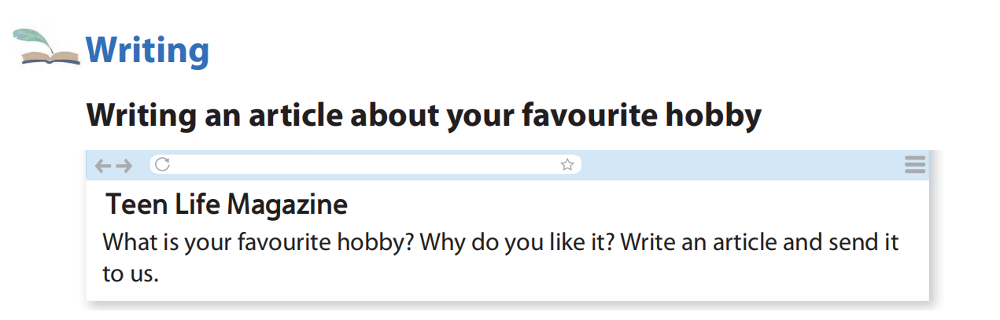 Writing
Writing an article about your favourite hobby
Teen Life Magazine
What is your favourite hobby? Why do you like it? Write an article and send it
to us.